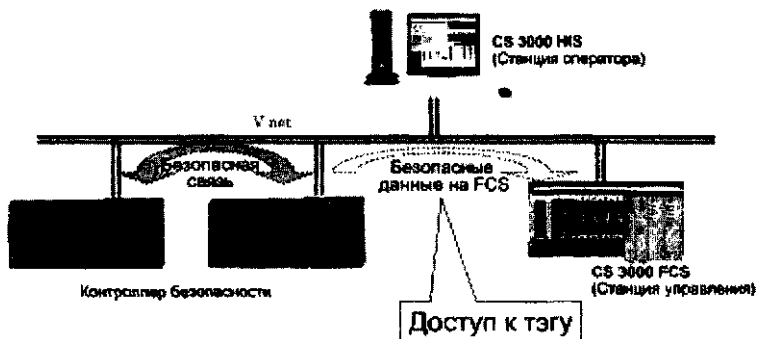 CS 3000 HIS
(Станция оператора)
V net
Безопасная
связь
Безопасные
данные на FCS
CS 3000 FCS
(Станция управления)
Контроллер безопасности
Доступ к тэгу